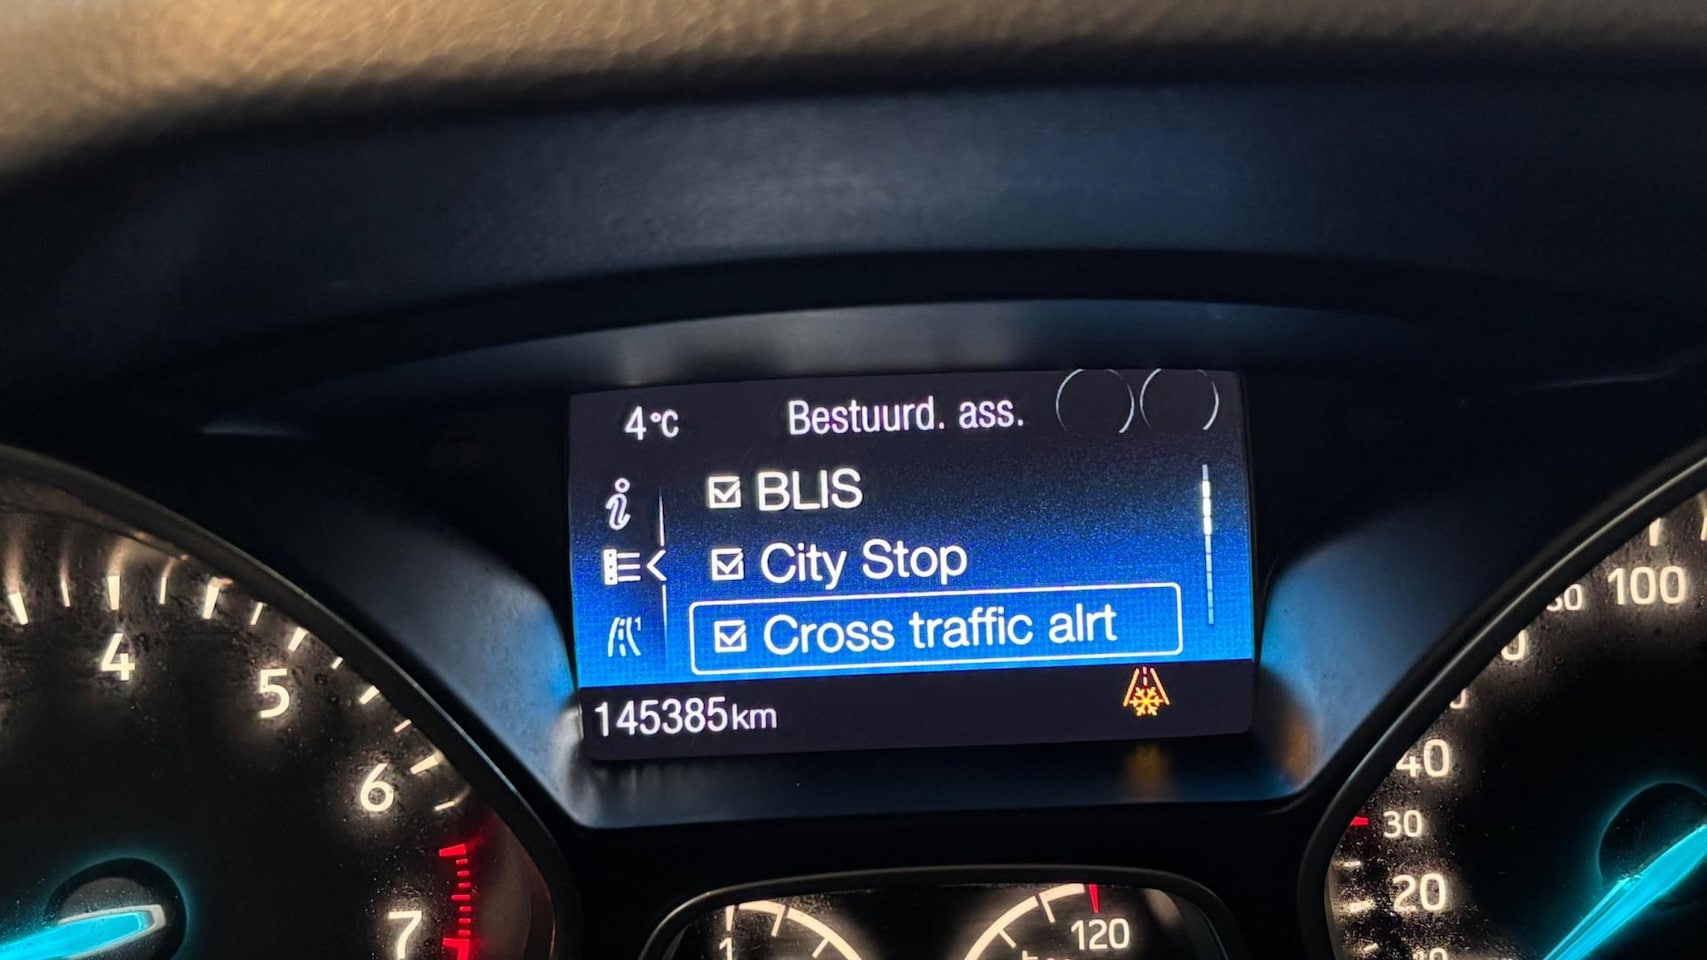 4°C Bestuurd. ass.
BLIS
City Stop
Cross traffic alrt
145385km
4
5
6
7
100
40
30
20
120